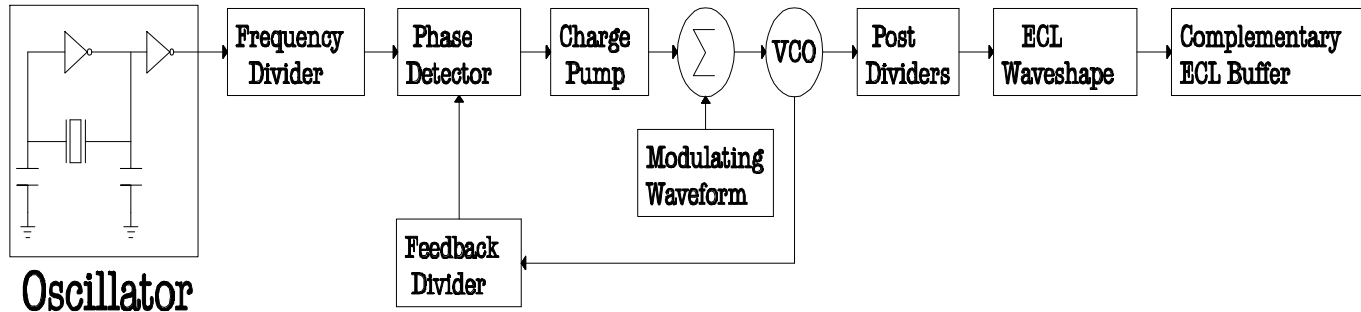 Frequency
Divider
Phase
Detector
Charge
Pump
∑
VCO
Post
Dividers
ECL
Waveshape
Complementary
ECL Buffer
Modulating
Waveform
Feedback
Divider
Oscillator